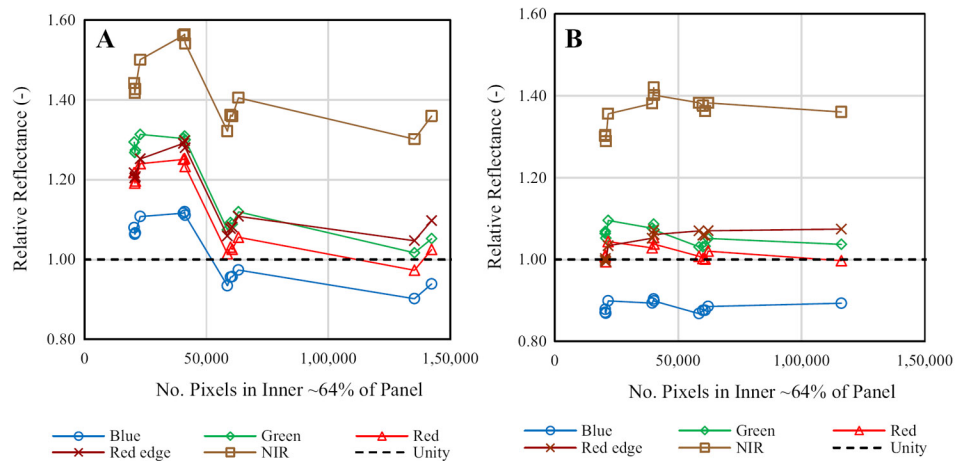 A
Relative Reflectance (-)
1.60
1.40
1.20
1.00
0.80
0
50,000
1,00,000
1,50,000
No. Pixels in Inner ~64% of Panel
Blue
Green
Red
Red edge
NIR
Unity
B
Relative Reflectance (-)
1.60
1.40
1.20
1.00
0.80
0
50,000
1,00,000
1,50,000
No. Pixels in Inner ~64% of Panel
Blue
Green
Red
Red edge
NIR
Unity